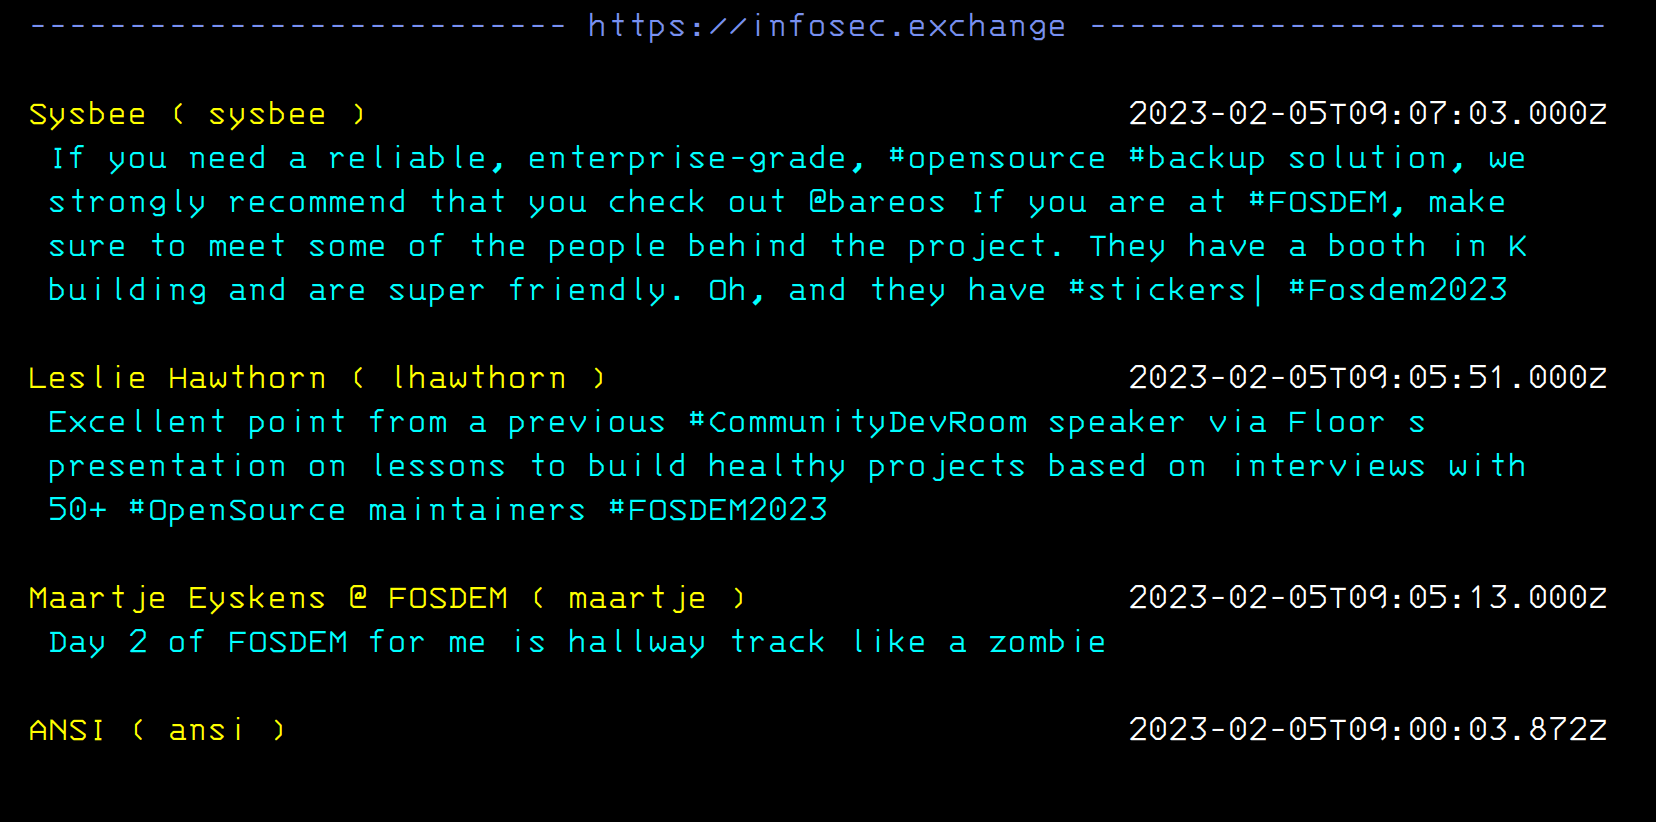 --------------------------- https://infosec.exchange --------------------------
Sysbee ( sysbee ) 2023-02-05T09:07:03.000Z
If you need a reliable, enterprise-grade, #opensource #backup solution, we
strongly recommend that you check out @bareos If you are at #FOSDEM, make
sure to meet some of the people behind the project. They have a booth in K
building and are super friendly. Oh, and they have #stickers| #Fosdem2023
Leslie Hawthorn ( lhawthorn ) 2023-02-05T09:05:51.000Z
Excellent point from a previous #CommunityDevRoom speaker via Floor s
presentation on lessons to build healthy projects based on interviews with
50+ #OpenSource maintainers #FOSDEM2023
Maartje Eyskens @ FOSDEM ( maartje ) 2023-02-05T09:05:13.000Z
Day 2 of FOSDEM for me is hallway track like a zombie
ANSI ( ansi ) 2023-02-05T09:00:03.872Z